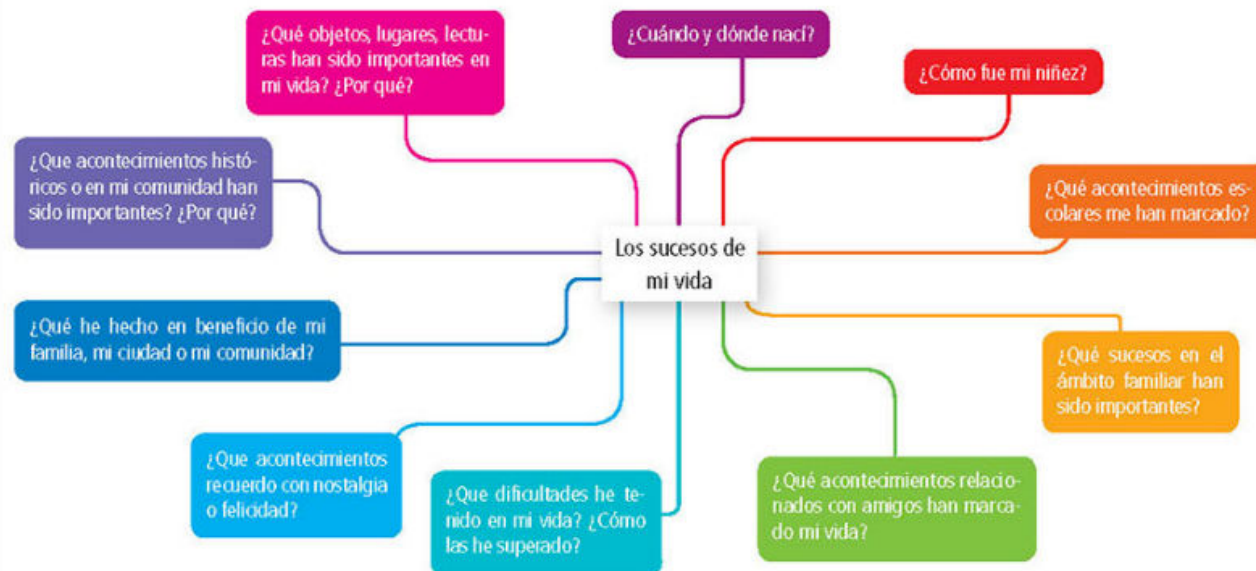 ¿Qué objetos, lugares, lectu-
ras han sido importantes en
mi vida? ¿Por qué?
¿Cuándo y dónde nací?
¿Cómo fue mi niñez?
¿Que acontecimientos histó-
ricos o en mi comunidad han
sido importantes? ¿Por qué?
¿Qué acontecimientos es-
colares me han marcado?
Los sucesos de
mi vida
¿Qué he hecho en beneficio de mi
familia, mi ciudad o mi comunidad?
¿Qué sucesos en el
ámbito familiar han
sido importantes?
¿Que acontecimientos
recuerdo con nostalgia
o felicidad?
¿Que dificultades he te-
nido en mi vida? ¿Cómo
las he superado?
¿Qué acontecimientos relacio-
nados con amigos han marca-
do mi vida?